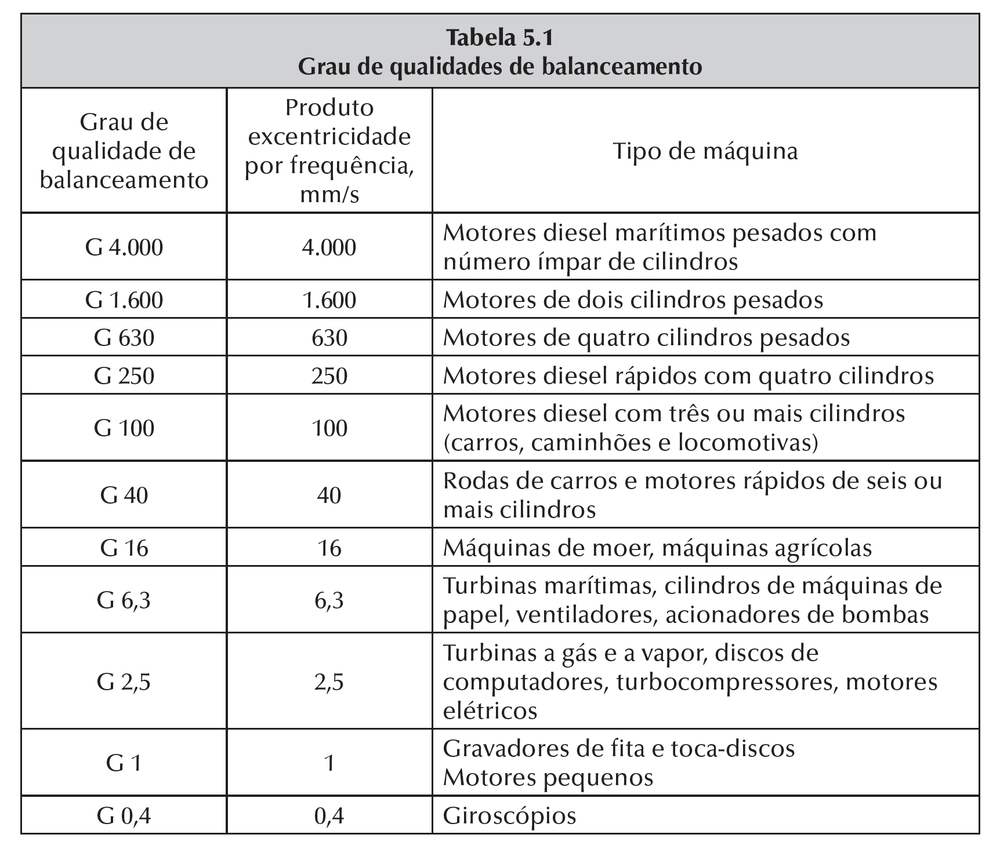 Tabela 5.1
Grau de qualidades de balanceamento
Grau de
qualidade de
balanceamento
Produto
excentricidade
por frequência,
mm/s
Tipo de máquina
G 4.000
4.000
Motores diesel marítimos pesados com
número ímpar de cilindros
G 1.600
1.600
Motores de dois cilindros pesados
G 630
630
Motores de quatro cilindros pesados
G 250
250
Motores diesel rápidos com quatro cilindros
G 100
100
Motores diesel com três ou mais cilindros
(carros, caminhões e locomotivas)
G 40
40
Rodas de carros e motores rápidos de seis ou
mais cilindros
G 16
16
Máquinas de moer, máquinas agrícolas
G 6,3
6,3
Turbinas marítimas, cilindros de máquinas de
papel, ventiladores, acionadores de bombas
G 2,5
2,5
Turbinas a gás e a vapor, discos de
computadores, turbocompressores, motores
elétricos
G 1
1
Gravadores de fita e toca-discos
Motores pequenos
G 0,4
0,4
Giroscópios